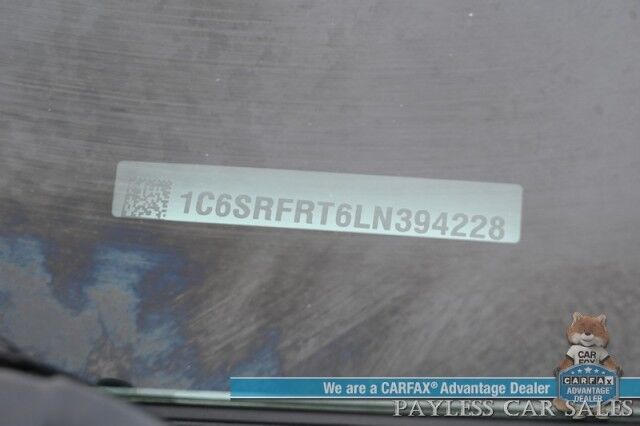 1C6SRFRT6LN394228
CAR
FOX
We are a CARFAX® Advantage Dealer
CARFAX
ADVANTAGE
DEALER
PAYLESS CAR SALES